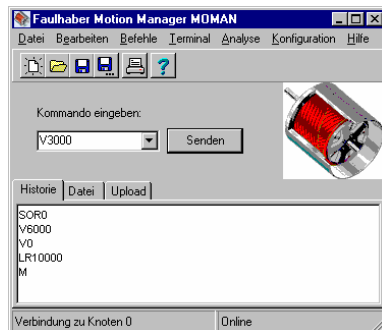 Faulhaber Motion Manager MOMAN
Datei Bearbeiten Befehle Terminal Analyse Konfiguration Hilfe
Kommando eingeben:
V3000 Senden
Historie Datei Upload
SOR0
V6000
V0
LR10000
M
Verbindung zu Knoten 0 Online